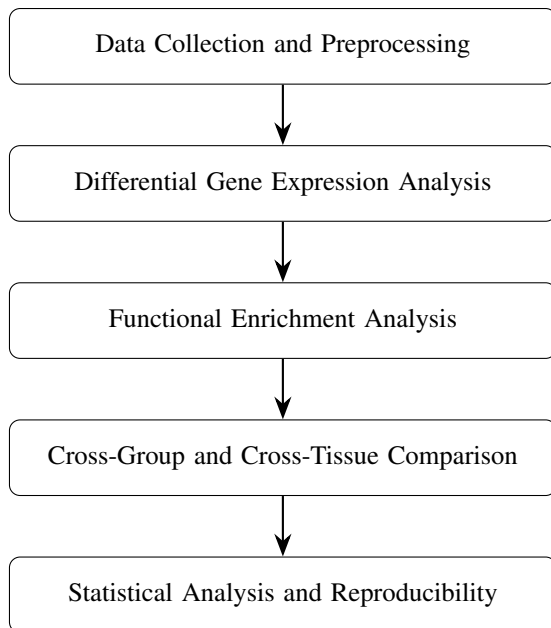 Data Collection and Preprocessing
Differential Gene Expression Analysis
Functional Enrichment Analysis
Cross-Group and Cross-Tissue Comparison
Statistical Analysis and Reproducibility